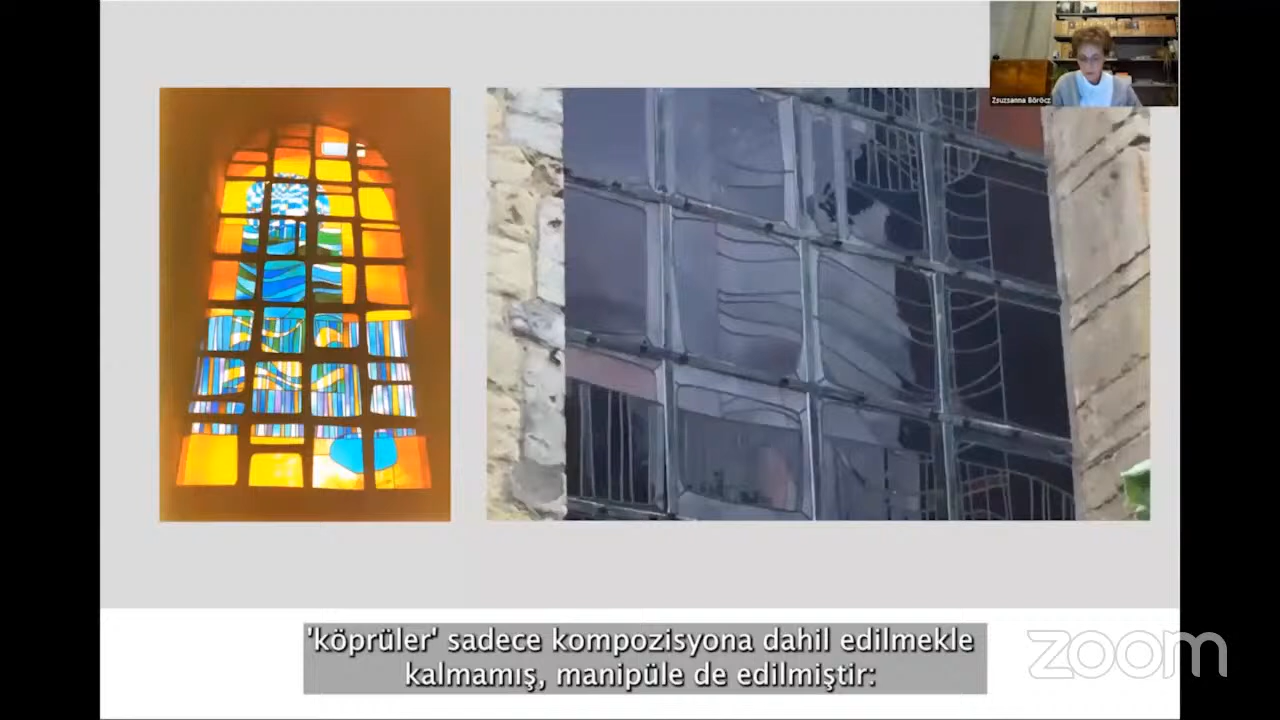 Zsuzsanna Böröcz
'köprüler' sadece kompozisyona dahil edilmekle
kalmamış, manipüle de edilmiştir:
zoom